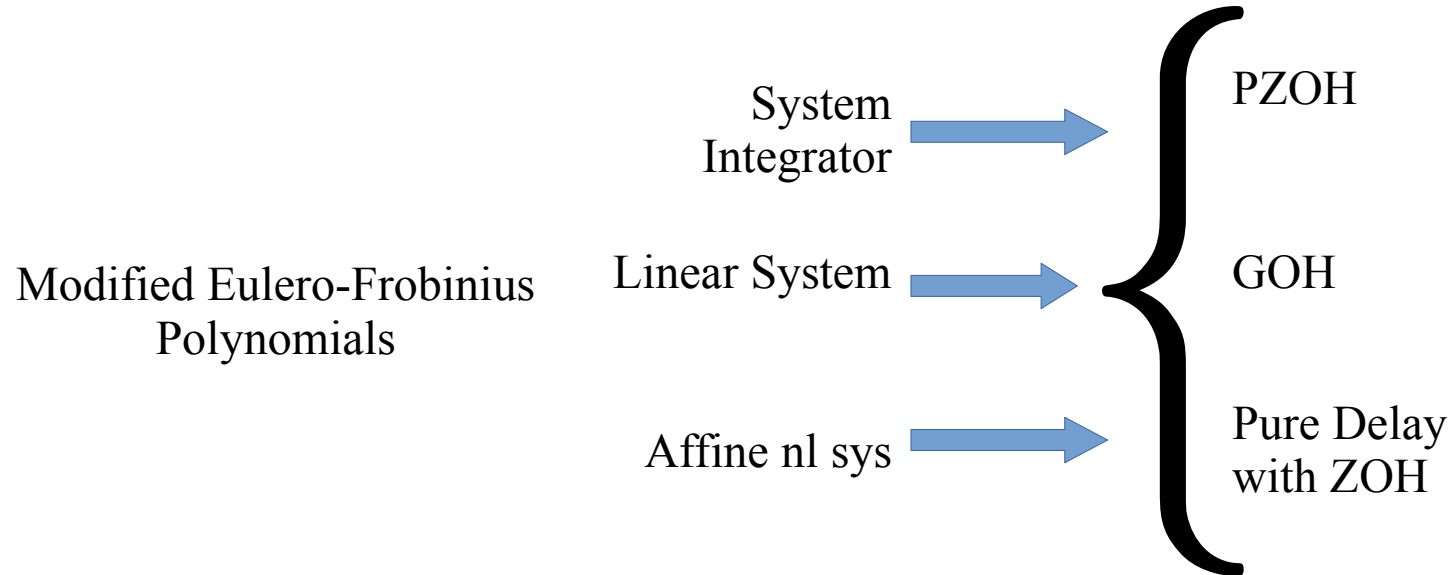 Modified Eulero-Frobinius
Polynomials
System
Integrator
Linear System
Affine nl sys
PZOH
GOH
Pure Delay
with ZOH